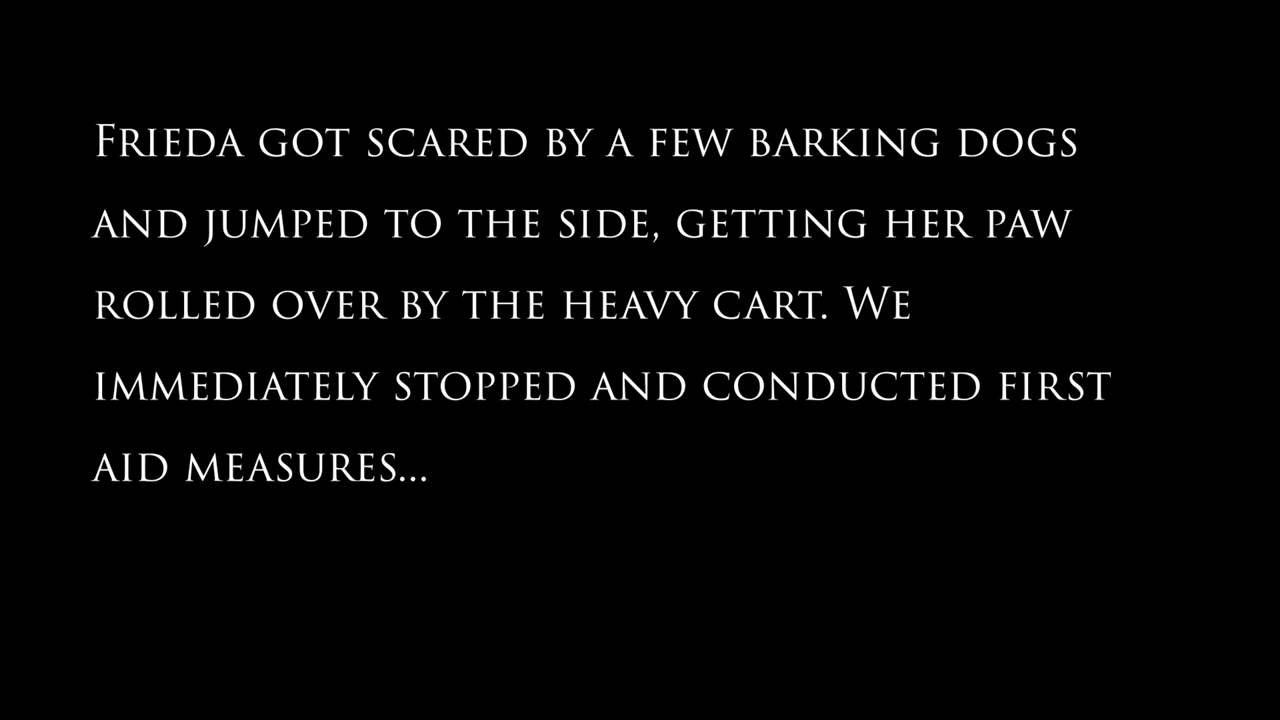 Frieda got scared by a few barking dogs
and jumped to the side, getting her paw
rolled over by the heavy cart. We
immediately stopped and conducted first
aid measures...